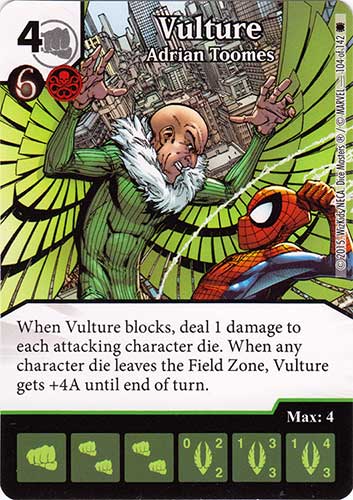 4
Vulture
Adrian Toomes
6
104 of 142
© 2015 WizKids/NECA. Dice Masters ® / © MARVEL
When Vulture blocks, deal 1 damage to
each attacking character die. When any
character die leaves the Field Zone, Vulture
gets +4A until end of turn.
Max: 4
0 2 2
1 3 3
1 4 3